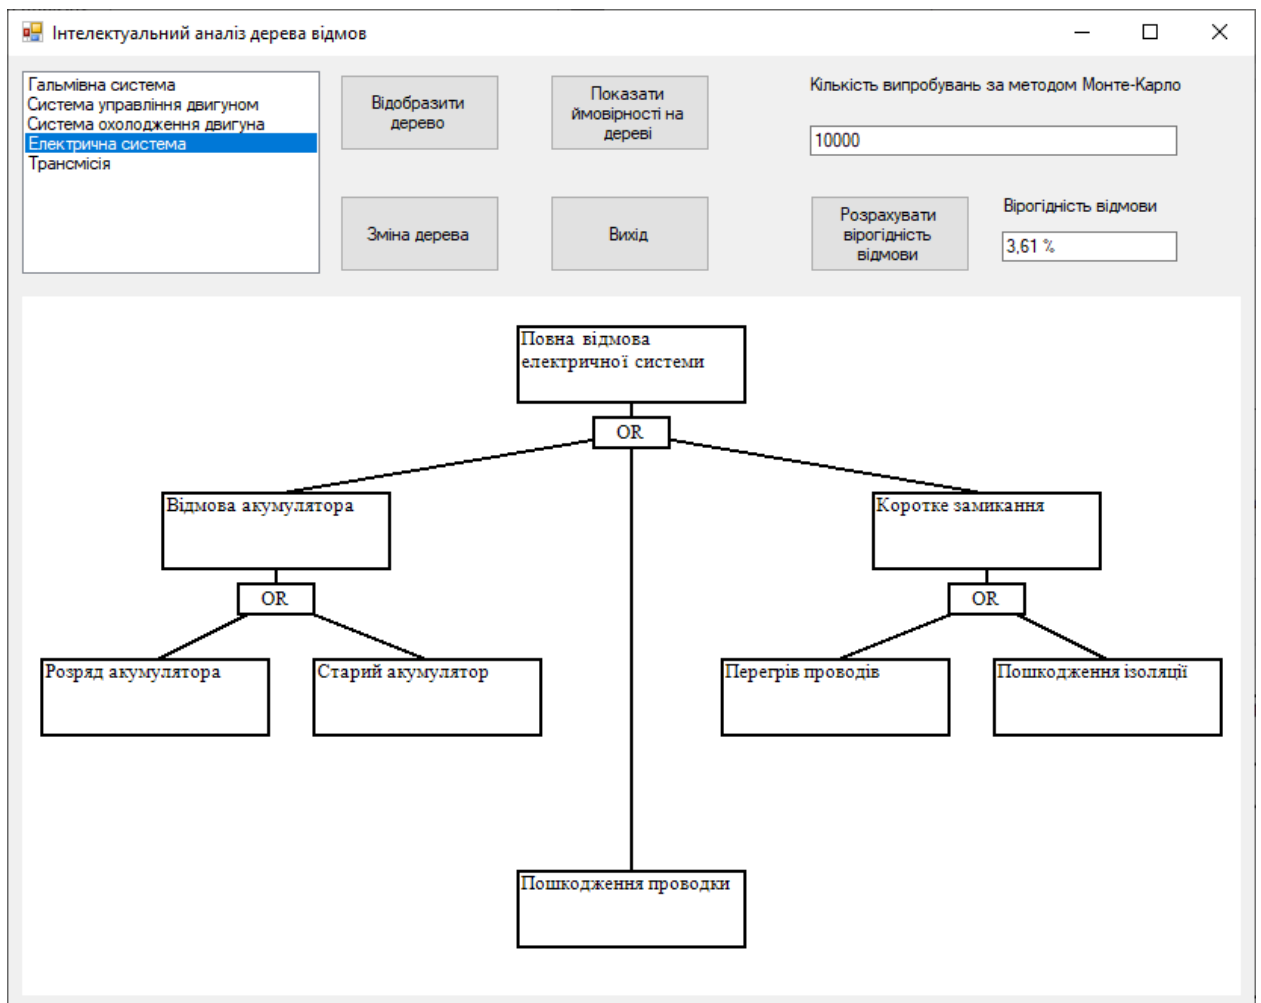 Інтелектуальний аналіз дерева відмов
Гальмівна система
Система управління двигуном
Система охолодження двигуна
Електрична система
Трансмісія
Відобразити
дерево
Показати
ймовірності на
дереві
Кількість випробувань за методом Монте-Карло
10000
Зміна дерева
Вихід
Розрахувати
вірогідність
відмови
Вірогідність відмови
3,61 %
Повна відмова
електричної системи
OR
Відмова акумулятора
Коротке замикання
OR
OR
Розряд акумулятора
Старий акумулятор
Перегрів проводів
Пошкодження ізоляції
Пошкодження проводки